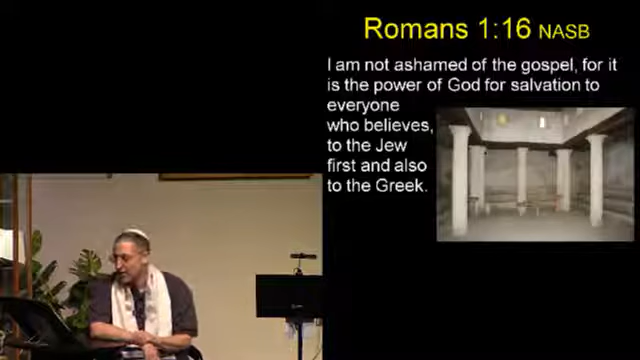 Romans 1:16 NASB
I am not ashamed of the gospel, for it
is the power of God for salvation to
everyone
who believes,
to the Jew
first and also
to the Greek.